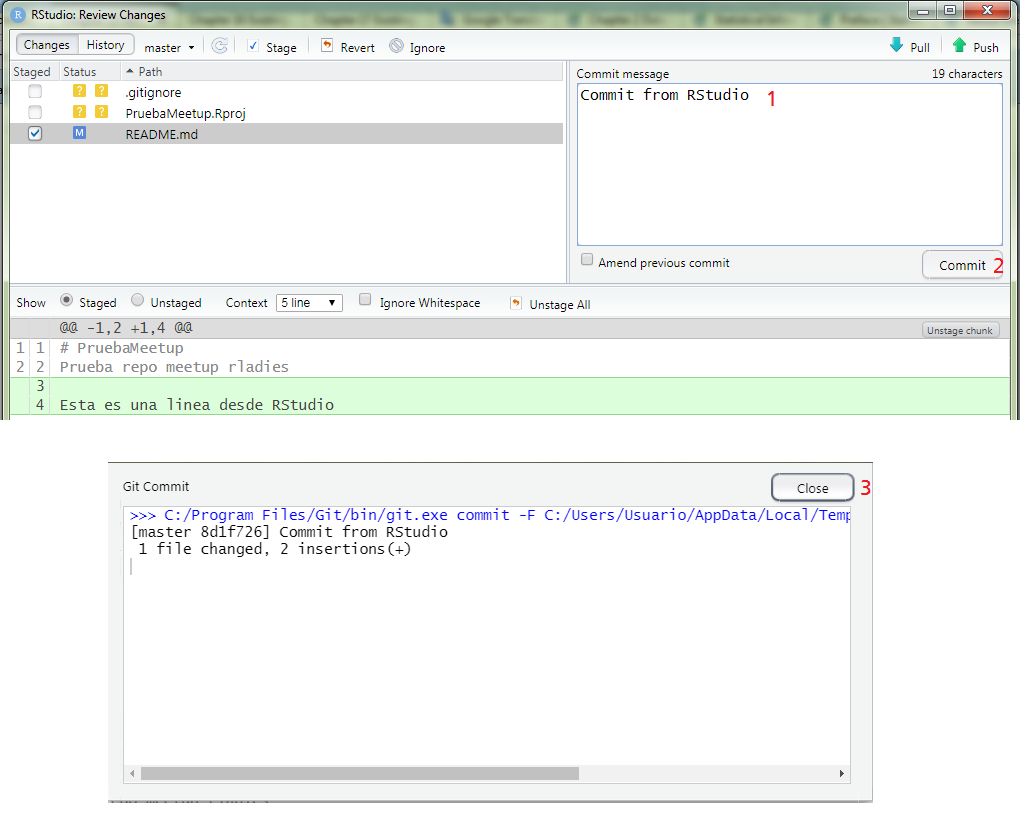 RStudio: Review Changes
Changes History master Stage Revert Ignore Pull Push
Staged Status Path
? ? .gitignore
? ? PruebaMeetup.Rproj
M README.md
Commit message 19 characters
Commit from RStudio 1
Amend previous commit Commit 2
Show Staged Unstaged Context 5 line Ignore Whitespace Unstage All
@@ -1,2 +1,4 @@ Unstage chunk
1 1 # PruebaMeetup
2 2 Prueba repo meetup rladies
3
4 Esta es una linea desde RStudio
Git Commit Close 3
>>> C:/Program Files/Git/bin/git.exe commit -F C:/Users/Usuario/AppData/Local/Temp
[master 8d1f726] Commit from RStudio
1 file changed, 2 insertions(+)